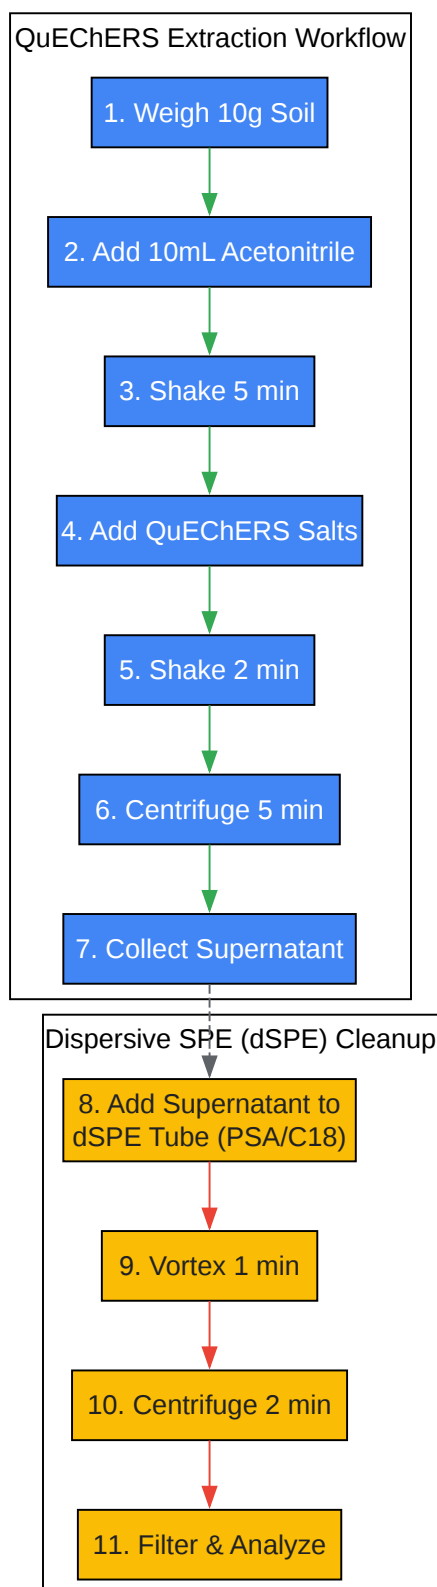 QuEChERS Extraction Workflow
1. Weigh 10g Soil
2. Add 10mL Acetonitrile
3. Shake 5 min
4. Add QuEChERS Salts
5. Shake 2 min
6. Centrifuge 5 min
7. Collect Supernatant
Dispersive SPE (dSPE) Cleanup
8. Add Supernatant to
dSPE Tube (PSA/C18)
9. Vortex 1 min
10. Centrifuge 2 min
11. Filter & Analyze